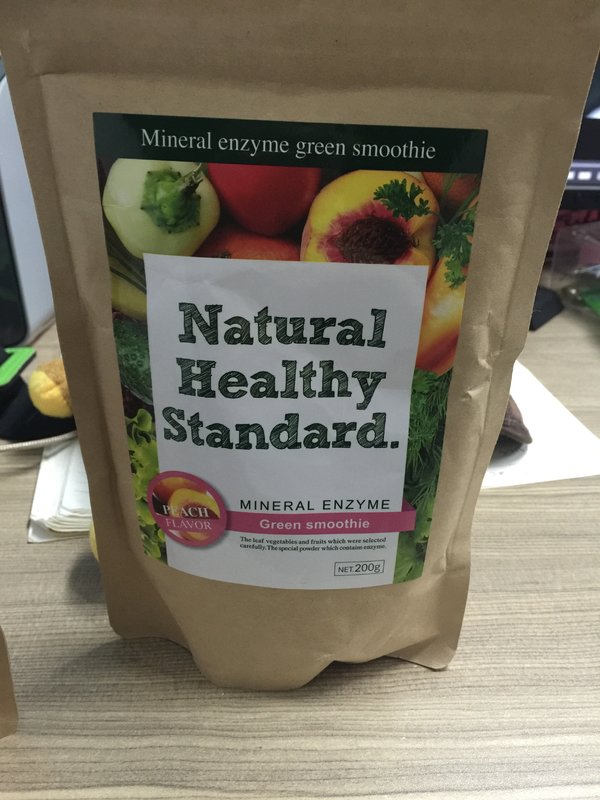 Mineral enzyme green smoothie
Natural
Healthy
Standard.
PEACH
FLAVOR
MINERAL ENZYME
Green smoothie
The leaf vegetables and fruits which were selected
carefully. The special powder which contains enzyme.
NET.200g